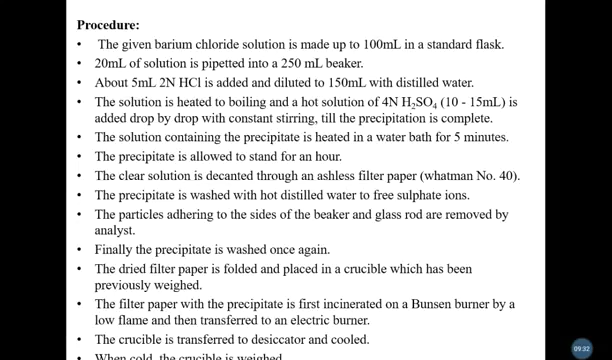 Procedure:
• The given barium chloride solution is made up to 100mL in a standard flask.
• 20mL of solution is pipetted into a 250 mL beaker.
• About 5mL 2N HCl is added and diluted to 150mL with distilled water.
• The solution is heated to boiling and a hot solution of 4N H₂SO₄ (10 - 15mL) is
added drop by drop with constant stirring, till the precipitation is complete.
• The solution containing the precipitate is heated in a water bath for 5 minutes.
• The precipitate is allowed to stand for an hour.
• The clear solution is decanted through an ashless filter paper (whatman No. 40).
• The precipitate is washed with hot distilled water to free sulphate ions.
• The particles adhering to the sides of the beaker and glass rod are removed by
analyst.
• Finally the precipitate is washed once again.
• The dried filter paper is folded and placed in a crucible which has been
previously weighed.
• The filter paper with the precipitate is first incinerated on a Bunsen burner by a
low flame and then transferred to an electric burner.
• The crucible is transferred to desiccator and cooled.
• When cold, the crucible is weighed
09:32